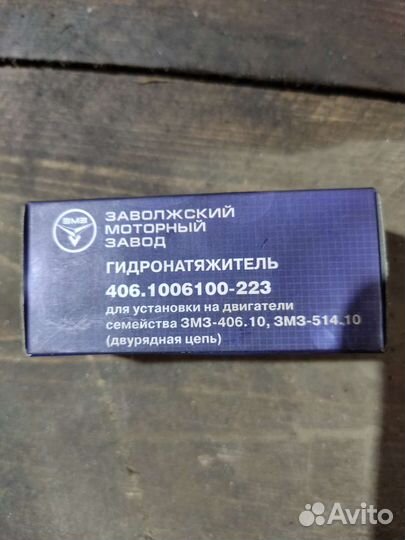 ЗМЗ
ЗАВОЛЖСКИЙ
МОТОРНЫЙ
ЗАВОД
ГИДРОНАТЯЖИТЕЛЬ
406.1006100-223
для установки на двигатели
семейства ЗМЗ-406.10, ЗМЗ-514.10
(двурядная цепь)
Avito